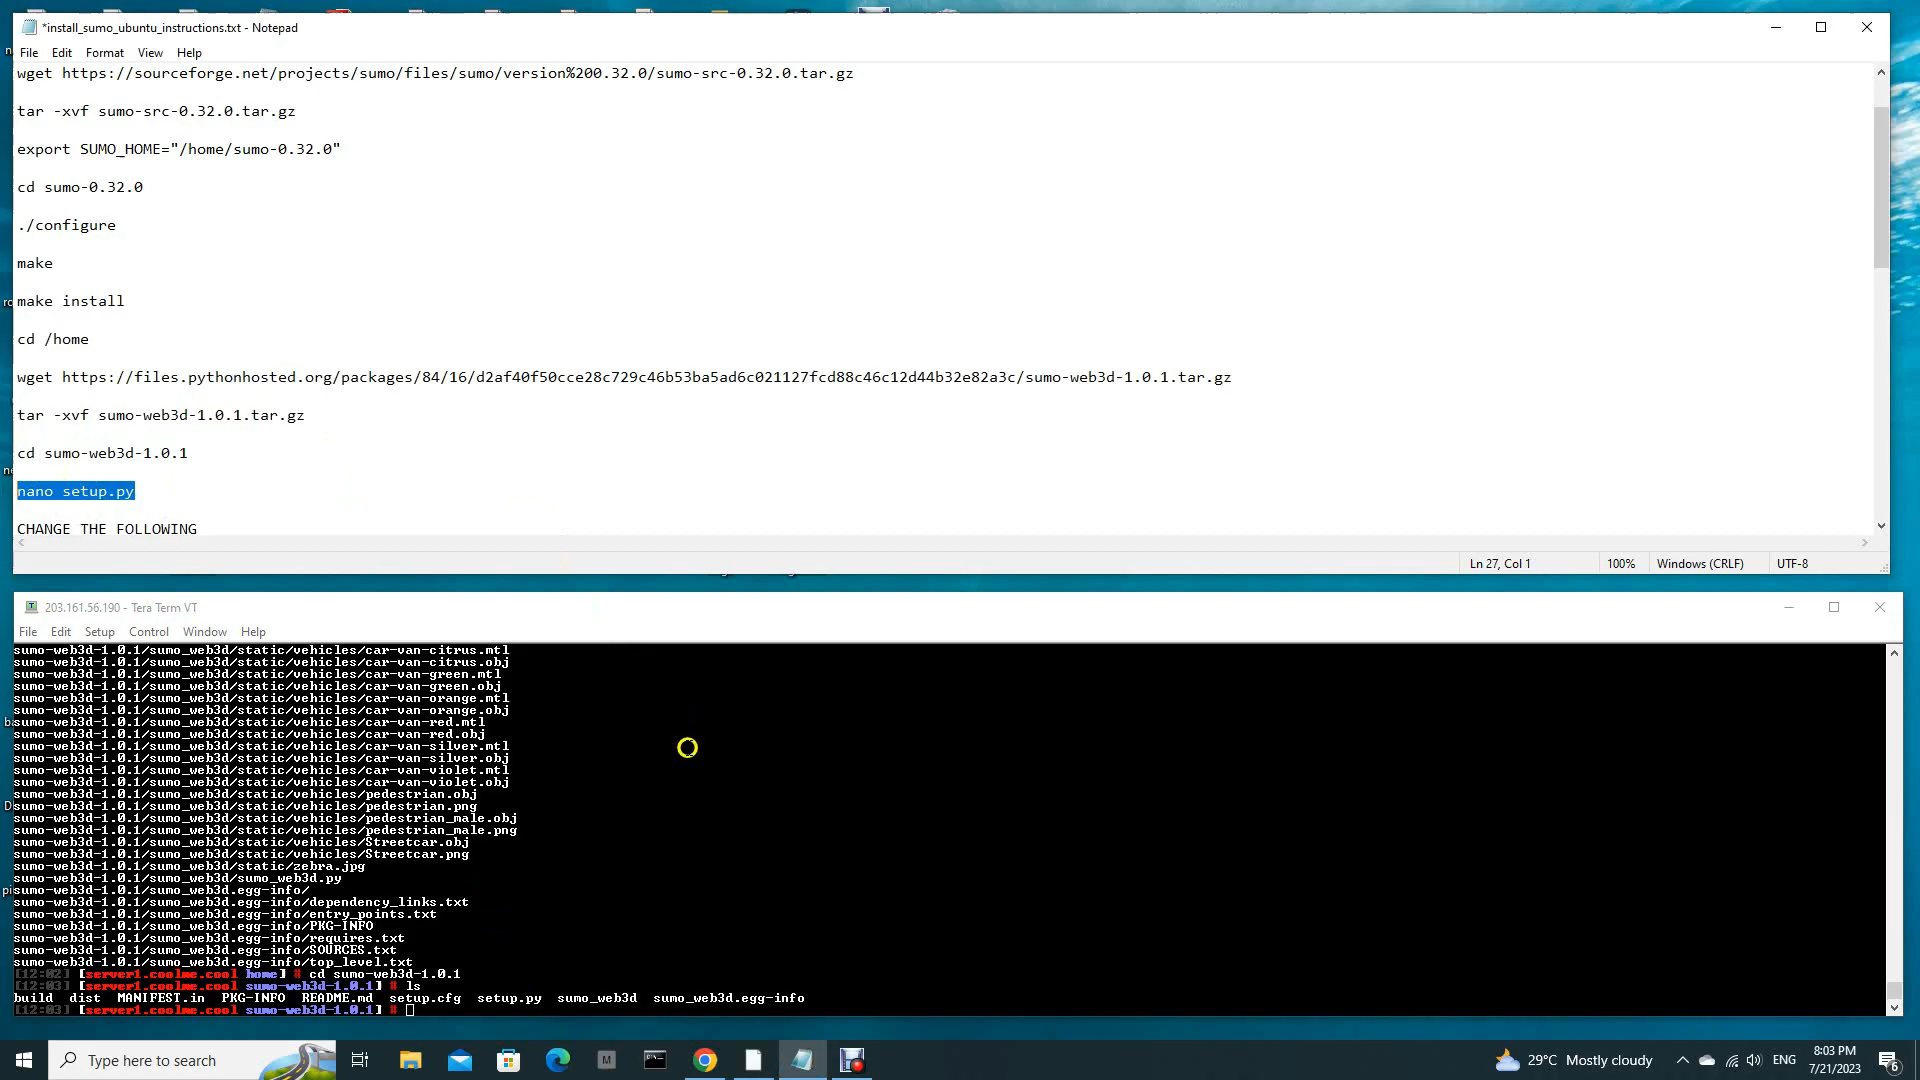 *install_sumo_ubuntu_instructions.txt - Notepad
File Edit Format View Help
wget https://sourceforge.net/projects/sumo/files/sumo/version%200.32.0/sumo-src-0.32.0.tar.gz
tar -xvf sumo-src-0.32.0.tar.gz
export SUMO_HOME="/home/sumo-0.32.0"
cd sumo-0.32.0
./configure
make
make install
cd /home
wget https://files.pythonhosted.org/packages/84/16/d2af40f50cce28c729c46b53ba5ad6c021127fcd88c46c12d44b32e82a3c/sumo-web3d-1.0.1.tar.gz
tar -xvf sumo-web3d-1.0.1.tar.gz
cd sumo-web3d-1.0.1
nano setup.py
CHANGE THE FOLLOWING
Ln 27, Col 1 100% Windows (CRLF) UTF-8
203.161.56.190 - Tera Term VT
File Edit Setup Control Window Help
sumo-web3d-1.0.1/sumo_web3d/static/vehicles/car-van-citrus.mtl
sumo-web3d-1.0.1/sumo_web3d/static/vehicles/car-van-citrus.obj
sumo-web3d-1.0.1/sumo_web3d/static/vehicles/car-van-green.mtl
sumo-web3d-1.0.1/sumo_web3d/static/vehicles/car-van-green.obj
sumo-web3d-1.0.1/sumo_web3d/static/vehicles/car-van-orange.mtl
sumo-web3d-1.0.1/sumo_web3d/static/vehicles/car-van-orange.obj
sumo-web3d-1.0.1/sumo_web3d/static/vehicles/car-van-red.mtl
sumo-web3d-1.0.1/sumo_web3d/static/vehicles/car-van-red.obj
sumo-web3d-1.0.1/sumo_web3d/static/vehicles/car-van-silver.mtl
sumo-web3d-1.0.1/sumo_web3d/static/vehicles/car-van-silver.obj
sumo-web3d-1.0.1/sumo_web3d/static/vehicles/car-van-violet.mtl
sumo-web3d-1.0.1/sumo_web3d/static/vehicles/car-van-violet.obj
sumo-web3d-1.0.1/sumo_web3d/static/vehicles/pedestrian.obj
sumo-web3d-1.0.1/sumo_web3d/static/vehicles/pedestrian.png
sumo-web3d-1.0.1/sumo_web3d/static/vehicles/pedestrian_male.obj
sumo-web3d-1.0.1/sumo_web3d/static/vehicles/pedestrian_male.png
sumo-web3d-1.0.1/sumo_web3d/static/vehicles/Streetcar.obj
sumo-web3d-1.0.1/sumo_web3d/static/vehicles/Streetcar.png
sumo-web3d-1.0.1/sumo_web3d/static/zebra.jpg
sumo-web3d-1.0.1/sumo_web3d/sumo_web3d.py
sumo-web3d-1.0.1/sumo_web3d.egg-info/
sumo-web3d-1.0.1/sumo_web3d.egg-info/dependency_links.txt
sumo-web3d-1.0.1/sumo_web3d.egg-info/entry_points.txt
sumo-web3d-1.0.1/sumo_web3d.egg-info/PKG-INFO
sumo-web3d-1.0.1/sumo_web3d.egg-info/requires.txt
sumo-web3d-1.0.1/sumo_web3d.egg-info/SOURCES.txt
sumo-web3d-1.0.1/sumo_web3d.egg-info/top_level.txt
[12:02] [server1.coolme.cool home] # cd sumo-web3d-1.0.1
[12:03] [server1.coolme.cool sumo-web3d-1.0.1] # ls
build dist MANIFEST.in PKG-INFO README.md setup.cfg setup.py sumo_web3d sumo_web3d.egg-info
[12:03] [server1.coolme.cool sumo-web3d-1.0.1] #
Type here to search
29°C Mostly cloudy
ENG
8:03 PM
7/21/2023
6